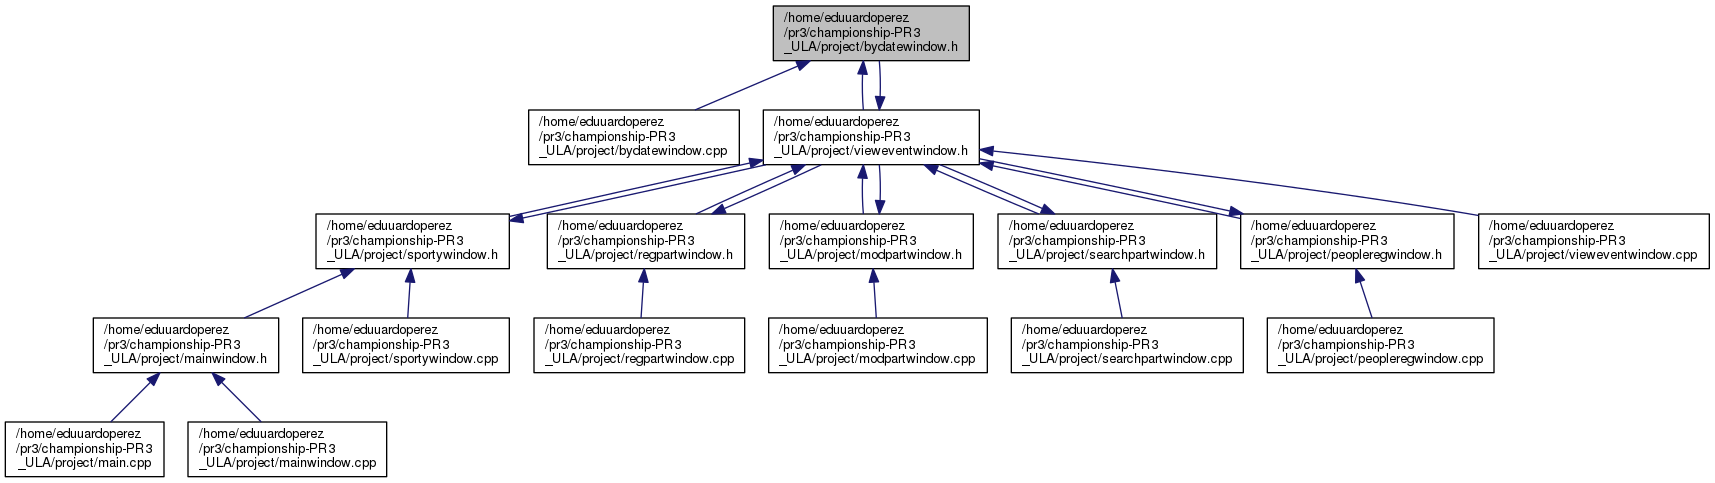 /home/eduuardoperez
/pr3/championship-PR3
_ULA/project/bydatewindow.h
/home/eduuardoperez
/pr3/championship-PR3
_ULA/project/bydatewindow.cpp
/home/eduuardoperez
/pr3/championship-PR3
_ULA/project/vieweventwindow.h
/home/eduuardoperez
/pr3/championship-PR3
_ULA/project/sportywindow.h
/home/eduuardoperez
/pr3/championship-PR3
_ULA/project/regpartwindow.h
/home/eduuardoperez
/pr3/championship-PR3
_ULA/project/modpartwindow.h
/home/eduuardoperez
/pr3/championship-PR3
_ULA/project/searchpartwindow.h
/home/eduuardoperez
/pr3/championship-PR3
_ULA/project/peopleregwindow.h
/home/eduuardoperez
/pr3/championship-PR3
_ULA/project/vieweventwindow.cpp
/home/eduuardoperez
/pr3/championship-PR3
_ULA/project/mainwindow.h
/home/eduuardoperez
/pr3/championship-PR3
_ULA/project/sportywindow.cpp
/home/eduuardoperez
/pr3/championship-PR3
_ULA/project/regpartwindow.cpp
/home/eduuardoperez
/pr3/championship-PR3
_ULA/project/modpartwindow.cpp
/home/eduuardoperez
/pr3/championship-PR3
_ULA/project/searchpartwindow.cpp
/home/eduuardoperez
/pr3/championship-PR3
_ULA/project/peopleregwindow.cpp
/home/eduuardoperez
/pr3/championship-PR3
_ULA/project/main.cpp
/home/eduuardoperez
/pr3/championship-PR3
_ULA/project/mainwindow.cpp